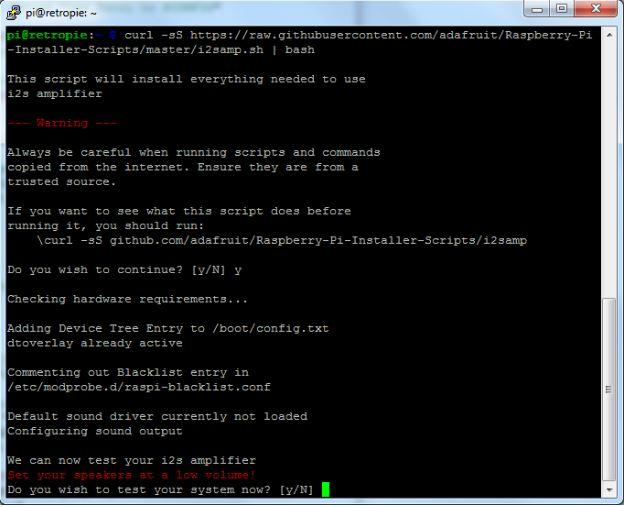 pi@retropie: ~
pi@retropie:~ $ curl -sS https://raw.githubusercontent.com/adafruit/Raspberry-Pi
-Installer-Scripts/master/i2samp.sh | bash
This script will install everything needed to use
i2s amplifier
--- Warning ---
Always be careful when running scripts and commands
copied from the internet. Ensure they are from a
trusted source.
If you want to see what this script does before
running it, you should run:
\curl -sS github.com/adafruit/Raspberry-Pi-Installer-Scripts/i2samp
Do you wish to continue? [y/N] y
Checking hardware requirements...
Adding Device Tree Entry to /boot/config.txt
dtoverlay already active
Commenting out Blacklist entry in
/etc/modprobe.d/raspi-blacklist.conf
Default sound driver currently not loaded
Configuring sound output
We can now test your i2s amplifier
Set your speakers at a low volume!
Do you wish to test your system now? [y/N]